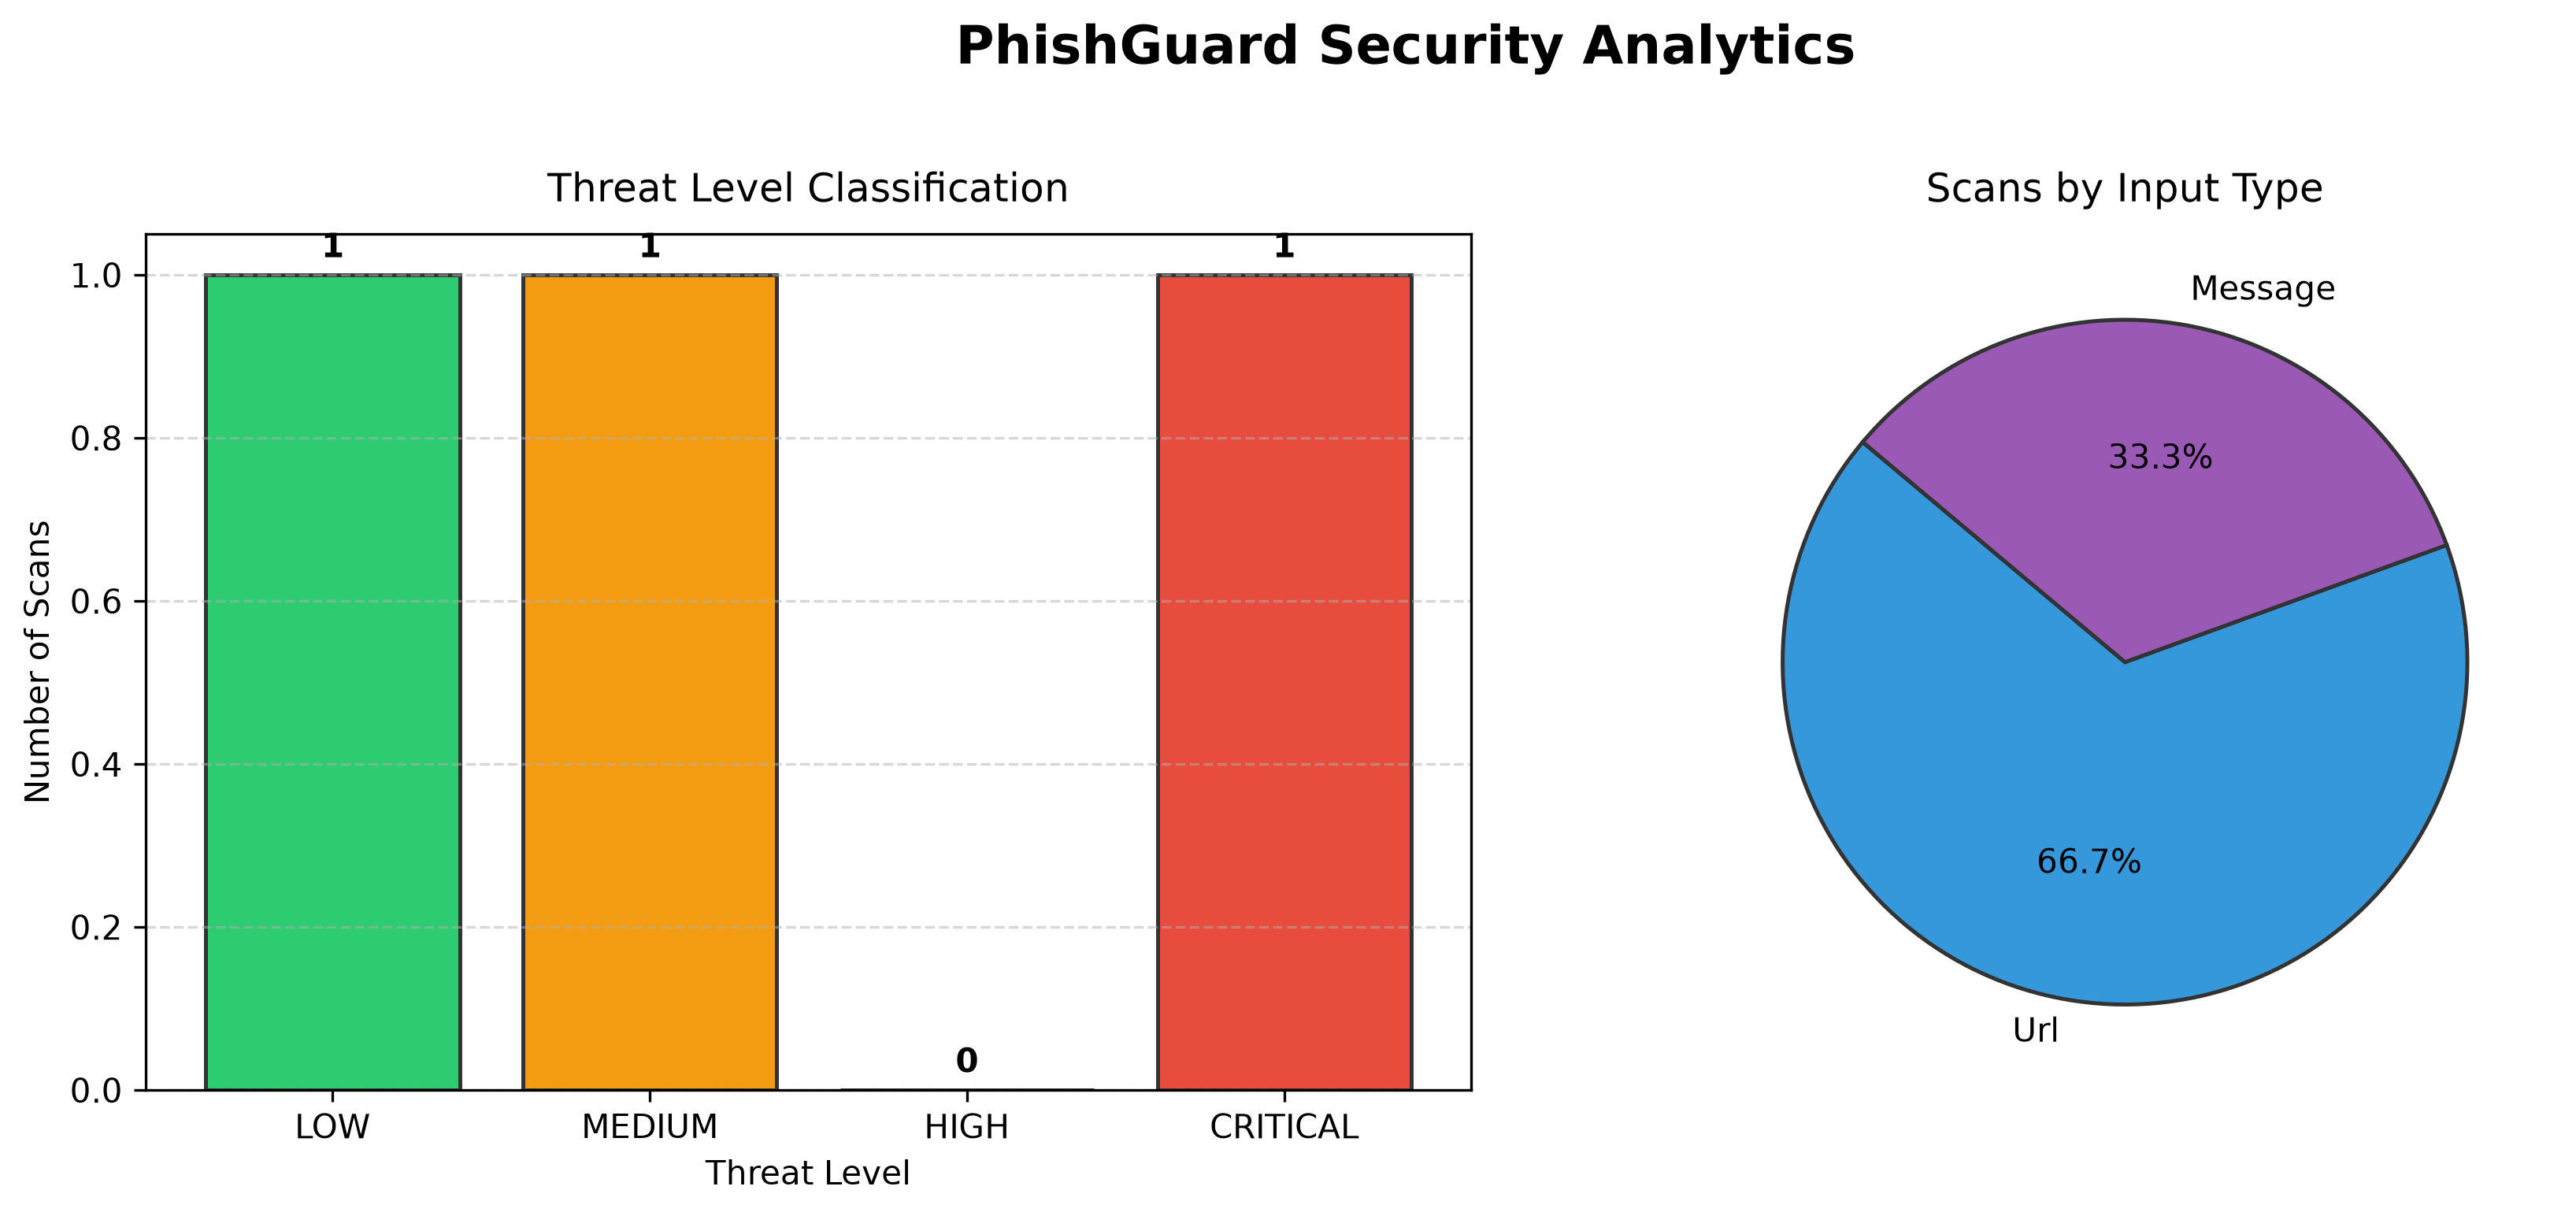 PhishGuard Security Analytics
Threat Level Classification
1
1
0
1
1.0
0.8
0.6
0.4
0.2
0.0
Number of Scans
LOW
MEDIUM
HIGH
CRITICAL
Threat Level
Scans by Input Type
Message
33.3%
66.7%
Url